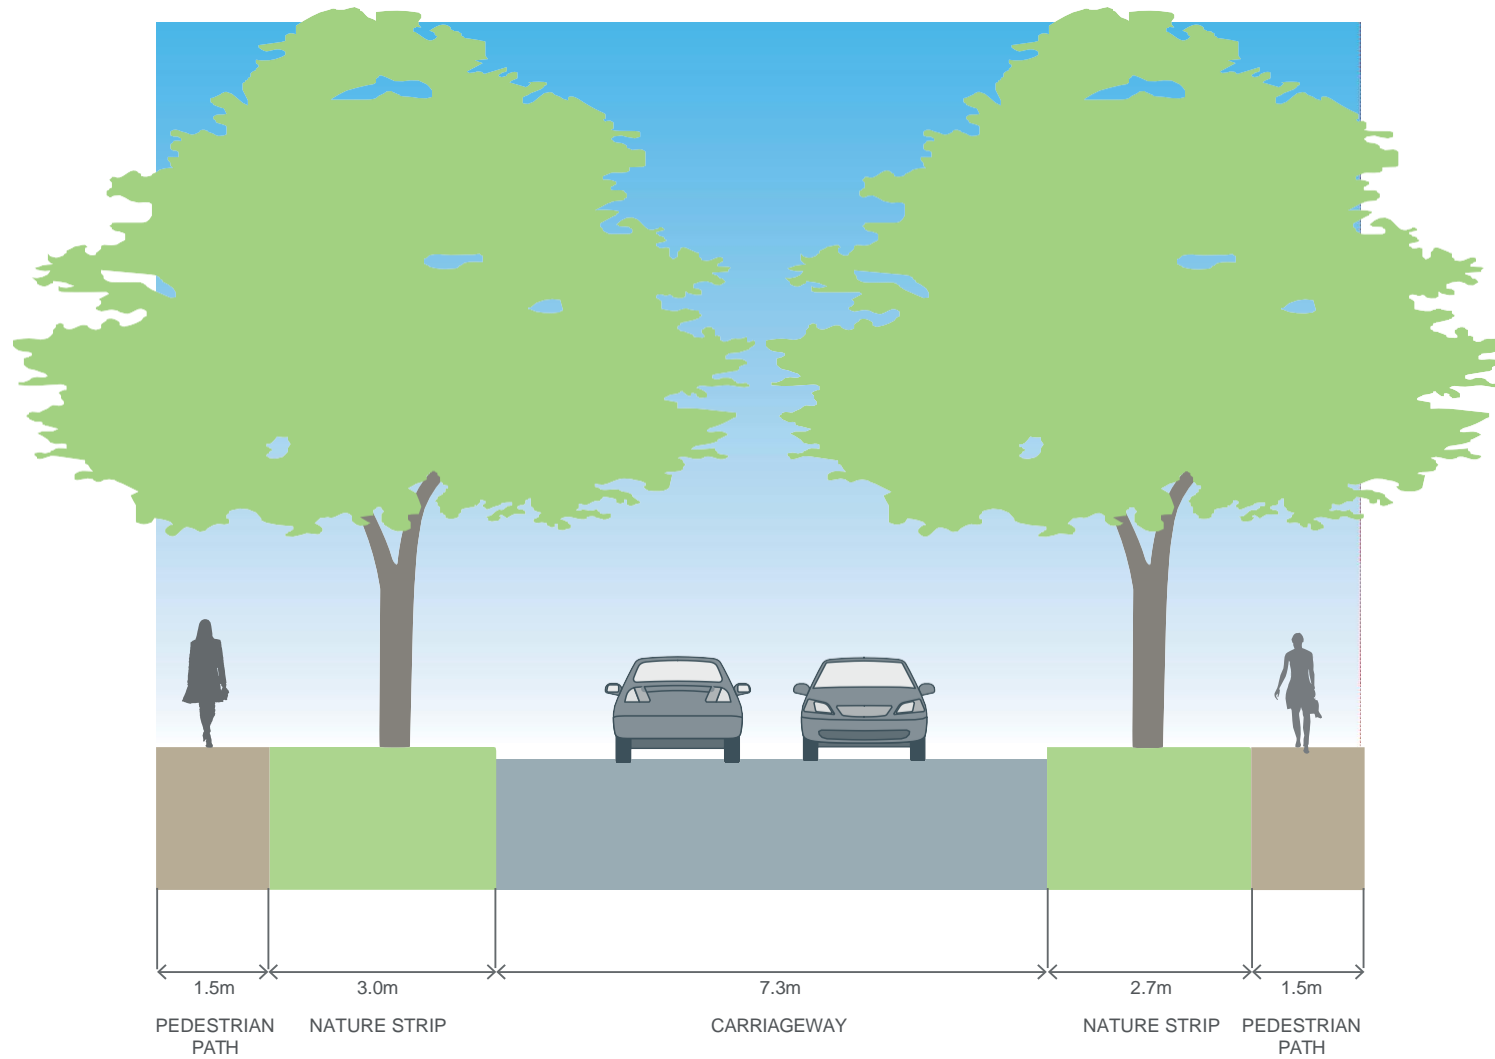 1.5m
3.0m
7.3m
2.7m
1.5m
PEDESTRIAN
PATH
NATURE STRIP
CARRIAGEWAY
NATURE STRIP
PEDESTRIAN
PATH